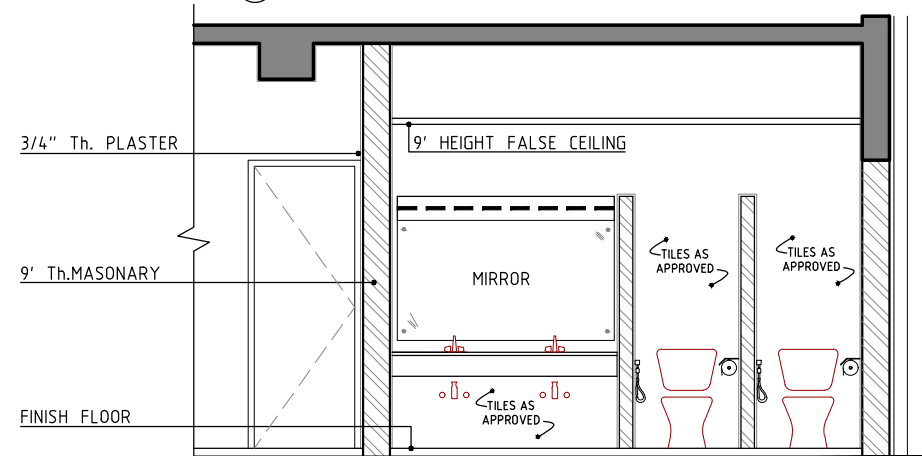 3/4" Th. PLASTER
9' HEIGHT FALSE CEILING
TILES AS
APPROVED
TILES AS
APPROVED
9' Th.MASONARY
MIRROR
TILES AS
APPROVED
FINISH FLOOR